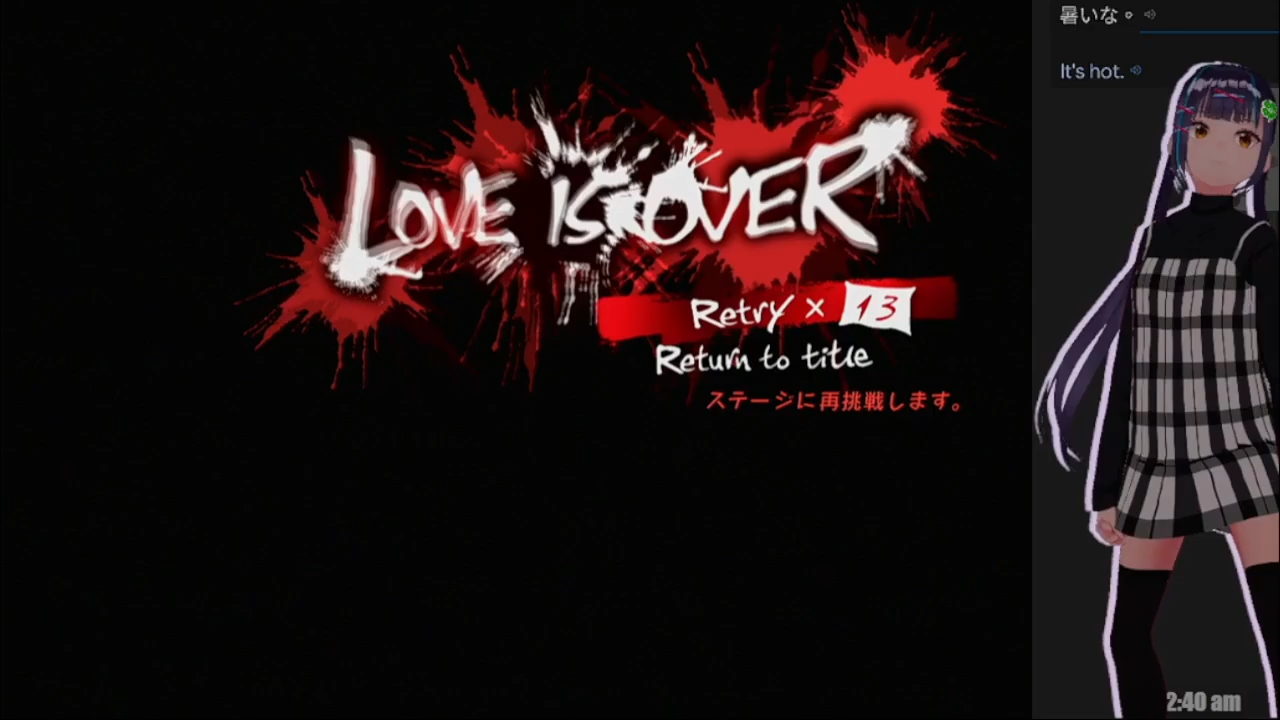 LOVE IS OVER
Retry × 13
Return to title
ステージに再挑戦します。
暑いな。
It's hot.
2:40 am